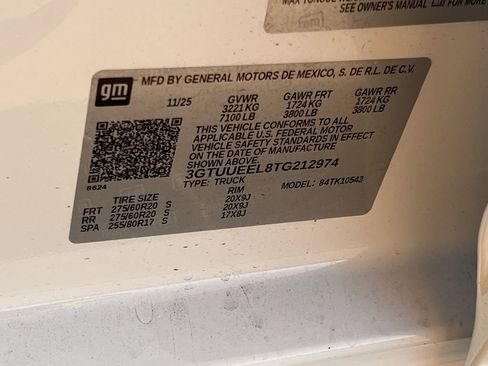 SEE OWNER'S MANUAL
FOR MORE
gm
MFD BY GENERAL MOTORS DE MEXICO, S. DE R.L. DE C.V.
11/25 GVWR GAWR FRT GAWR RR
3221 KG 1724 KG 1724 KG
7100 LB 3800 LB 3800 LB
THIS VEHICLE CONFORMS TO ALL
APPLICABLE U.S. FEDERAL MOTOR
VEHICLE SAFETY STANDARDS IN EFFECT
ON THE DATE OF MANUFACTURE
SHOWN ABOVE.
3GTUUEEL8TG212974
8624
TYPE: TRUCK MODEL: 84TK10543
TIRE SIZE RIM
FRT 275/60R20 S 20X9J
RR 275/60R20 S 20X9J
SPA 255/80R17 S 17X8J